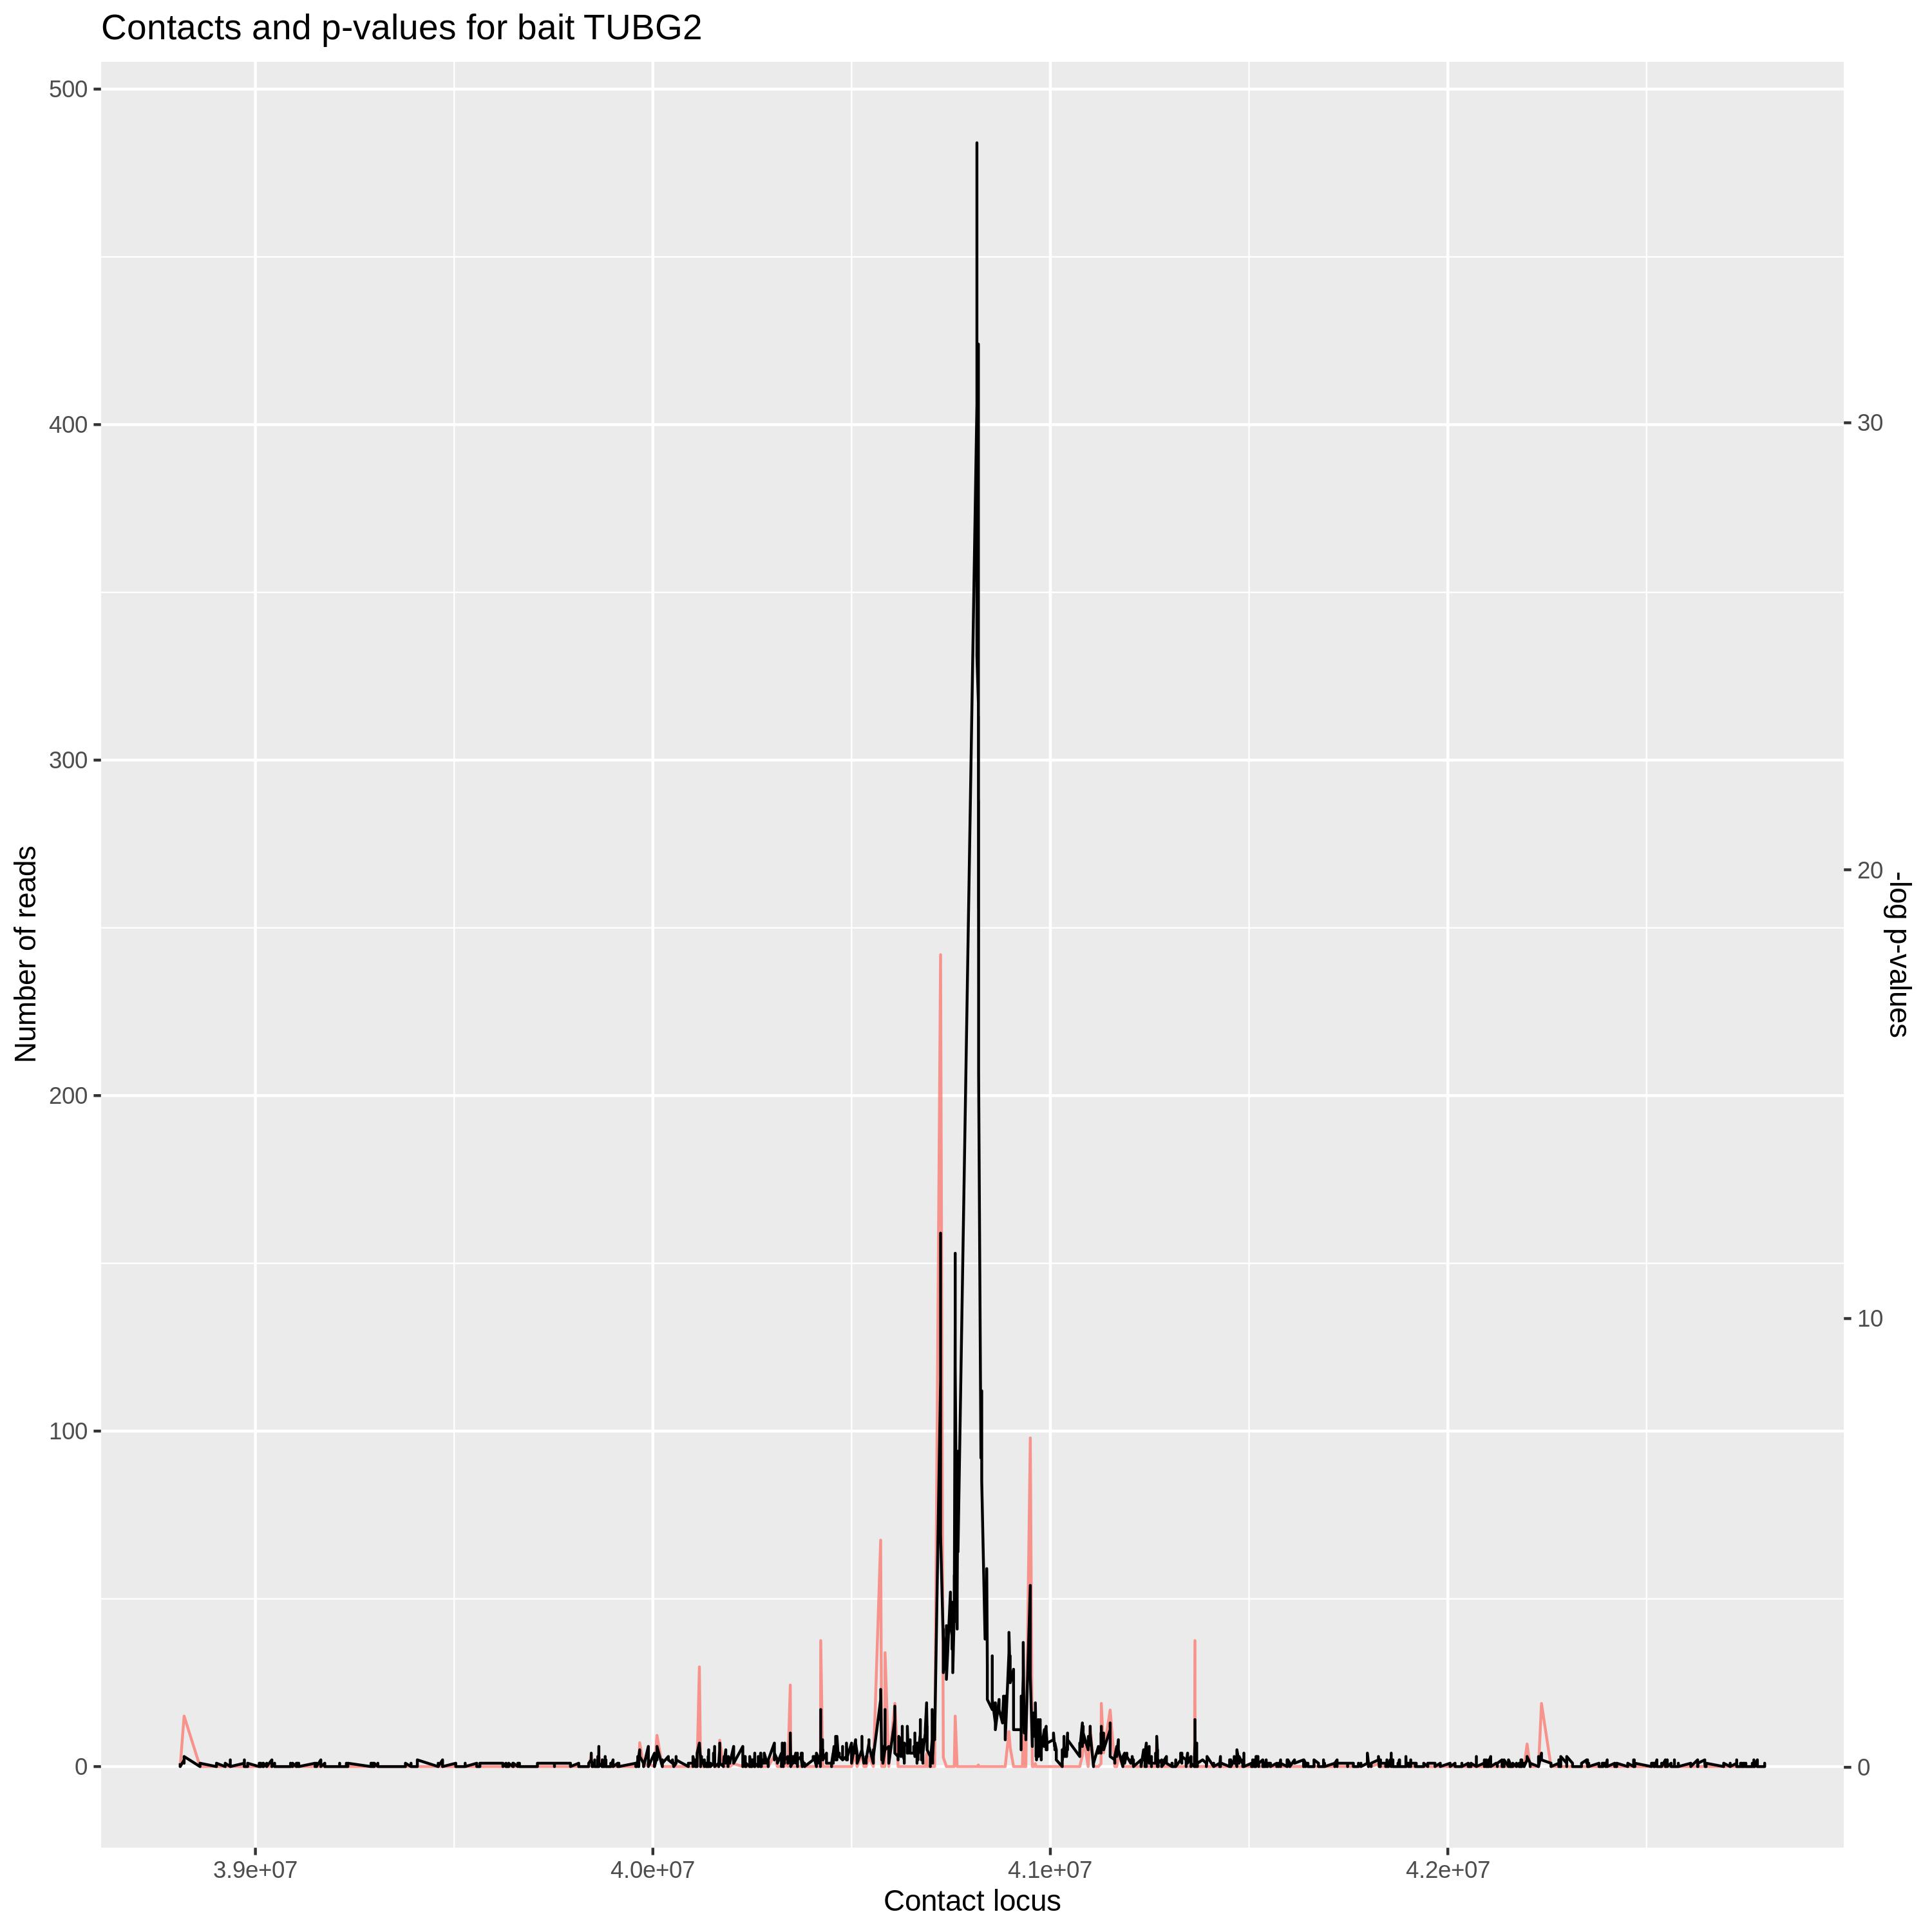 Contacts and p-values for bait TUBG2
500
400
300
200
100
0
Number of reads
30
20
10
0
-log p-values
3.9e+07
4.0e+07
4.1e+07
4.2e+07
Contact locus